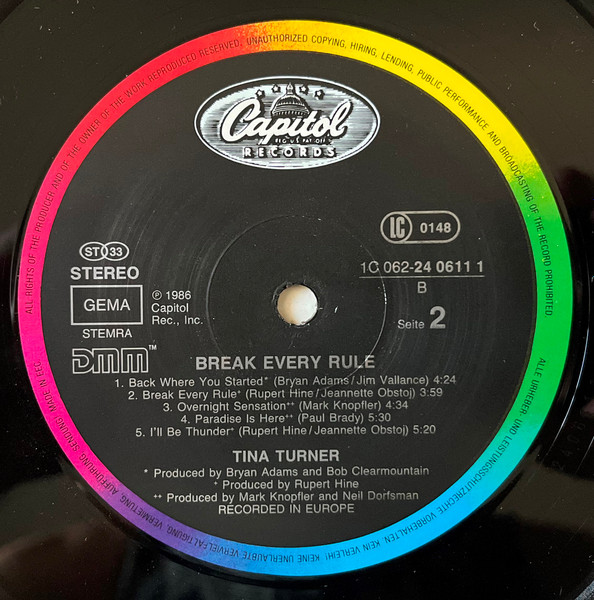 ALL RIGHTS OF THE PRODUCER AND OF THE OWNER OF THE WORK REPRODUCED RESERVED. UNAUTHORIZED COPYING, HIRING, LENDING, PUBLIC PERFORMANCE AND BROADCASTING OF THE RECORD PROHIBITED.
Capitol
REG US PAT OFF
RECORDS
LC 0148
ST 33
STEREO
GEMA
STEMRA
DMM™
℗ 1986
Capitol
Rec., Inc.
1C 062-24 0611 1
B
Seite 2
BREAK EVERY RULE
1. Back Where You Started* (Bryan Adams/Jim Vallance) 4:24
2. Break Every Rule⁺ (Rupert Hine/Jeannette Obstoj) 3:59
3. Overnight Sensation⁺⁺ (Mark Knopfler) 4:34
4. Paradise Is Here⁺⁺ (Paul Brady) 5:30
5. I'll Be Thunder⁺ (Rupert Hine/Jeannette Obstoj) 5:20
TINA TURNER
* Produced by Bryan Adams and Bob Clearmountain
⁺ Produced by Rupert Hine
⁺⁺ Produced by Mark Knopfler and Neil Dorfsman
RECORDED IN EUROPE
ALLE URHEBER- UND LEISTUNGSSCHUTZRECHTE VORBEHALTEN. KEIN VERLEIH! KEINE UNERLAUBTE VERVIELFÄLTIGUNG, VERMIETUNG, AUFFÜHRUNG, SENDUNG! MADE IN EEC